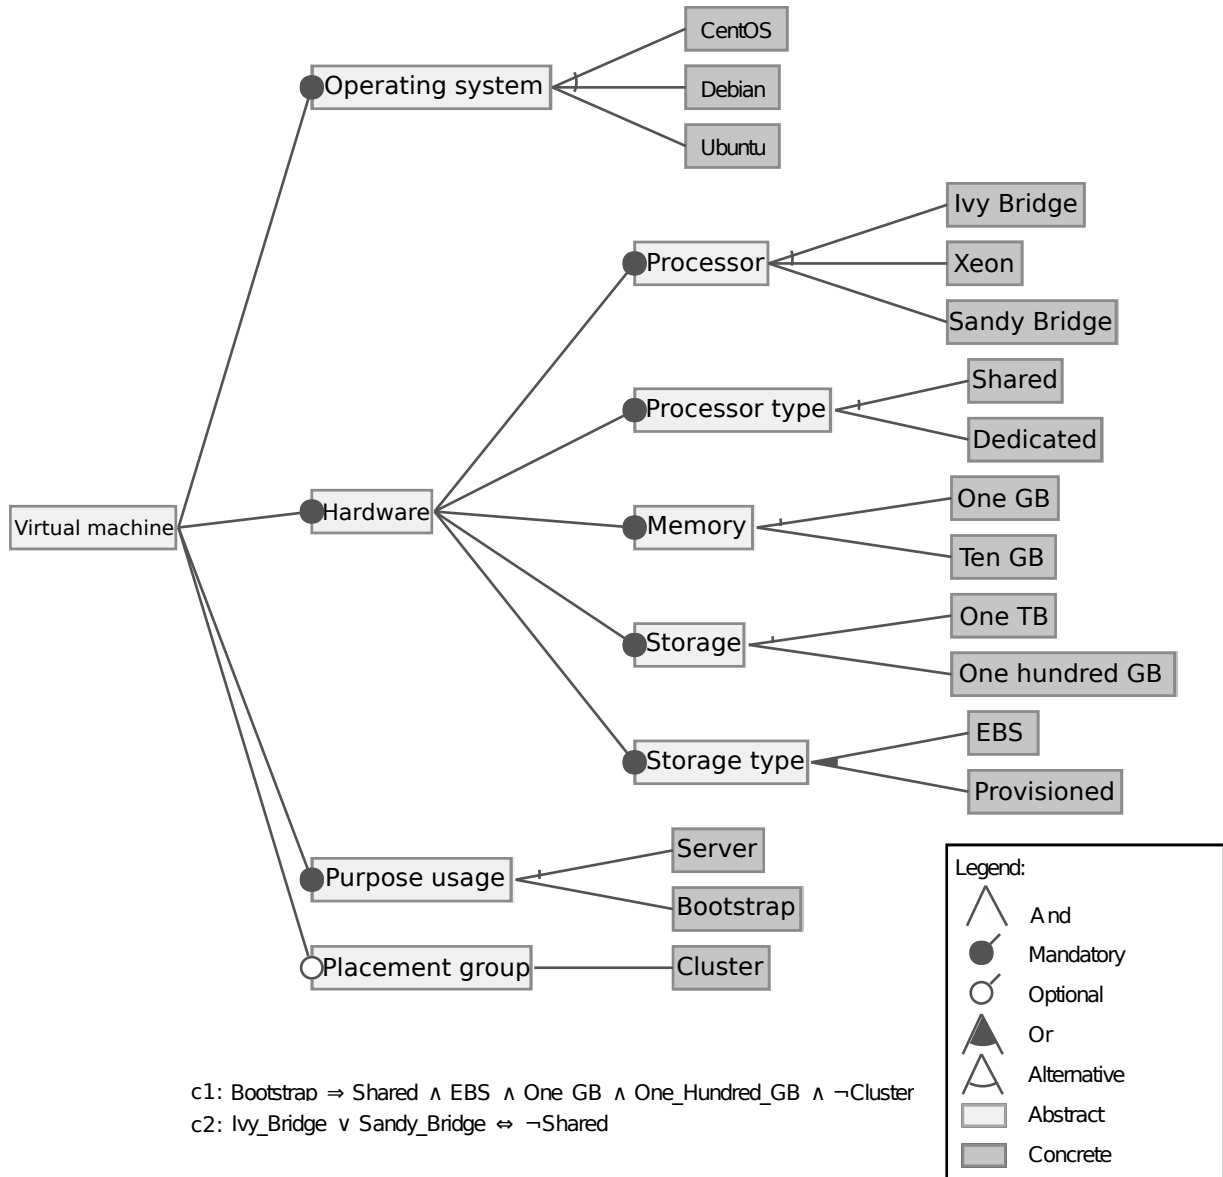 CentOS
Operating system
Debian
Ubuntu
Ivy Bridge
Processor
Xeon
Sandy Bridge
Shared
Processor type
Dedicated
One GB
Virtual machine
Hardware
Memory
Ten GB
One TB
Storage
One hundred GB
EBS
Storage type
Provisioned
Server
Purpose usage
Bootstrap
Placement group
Cluster
Legend:
And
Mandatory
Optional
Or
Alternative
Abstract
Concrete
c1: Bootstrap ⇒ Shared ∧ EBS ∧ One GB ∧ One_Hundred_GB ∧ ¬Cluster
c2: Ivy_Bridge ∨ Sandy_Bridge ⇔ ¬Shared